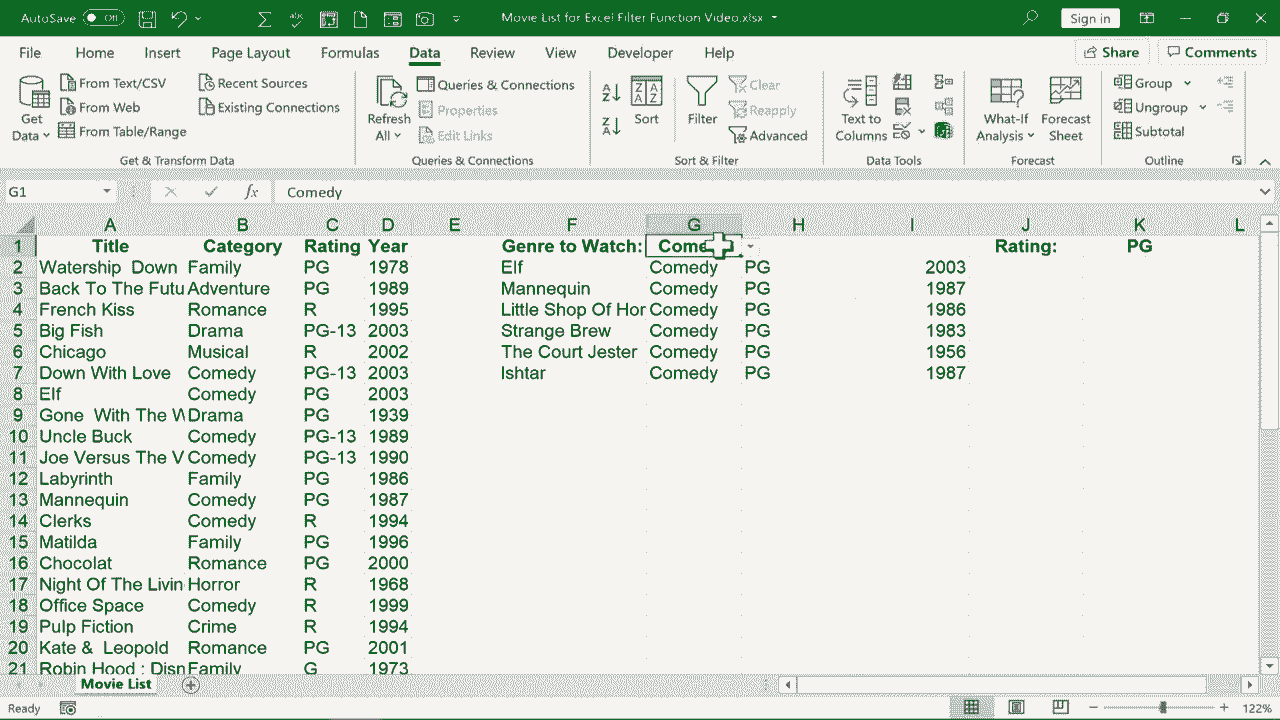 AutoSave Off Movie List for Excel Filter Function Video.xlsx Sign in
File Home Insert Page Layout Formulas Data Review View Developer Help Share Comments
Get Data From Text/CSV From Web From Table/Range Recent Sources Existing Connections
Refresh All Queries & Connections Properties Edit Links
Sort Filter Clear Reapply Advanced
Text to Columns What-If Analysis Forecast Sheet Group Ungroup Subtotal
Get & Transform Data Queries & Connections Sort & Filter Data Tools Forecast Outline
G1 fx Comedy
A B C D E F G H I J K L
1 Title Category Rating Year Genre to Watch: Rating: PG
Watership Down Family PG 1978 Elf Comedy PG 2003
3 Back To The Futu Adventure PG 1989 Mannequin Comedy PG 1987
4 French Kiss Romance R 1995 Little Shop Of Hor Comedy PG 1986
5 Big Fish Drama PG-13 2003 Strange Brew Comedy PG 1983
6 Chicago Musical R 2002 The Court Jester Comedy PG 1956
7 Down With Love Comedy PG-13 2003 Ishtar Comedy PG 1987
8 Elf Comedy PG 2003
9 Gone With The W Drama PG 1939
10 Uncle Buck Comedy PG-13 1989
11 Joe Versus The V Comedy PG-13 1990
12 Labyrinth Family PG 1986
13 Mannequin Comedy PG 1987
14 Clerks Comedy R 1994
15 Matilda Family PG 1996
16 Chocolat Romance PG 2000
17 Night Of The Livin Horror R 1968
18 Office Space Comedy R 1999
19 Pulp Fiction Crime R 1994
20 Kate & Leopold Romance PG 2001
21 Robin Hood : Disn Family G 1973
Movie List
Ready 122%